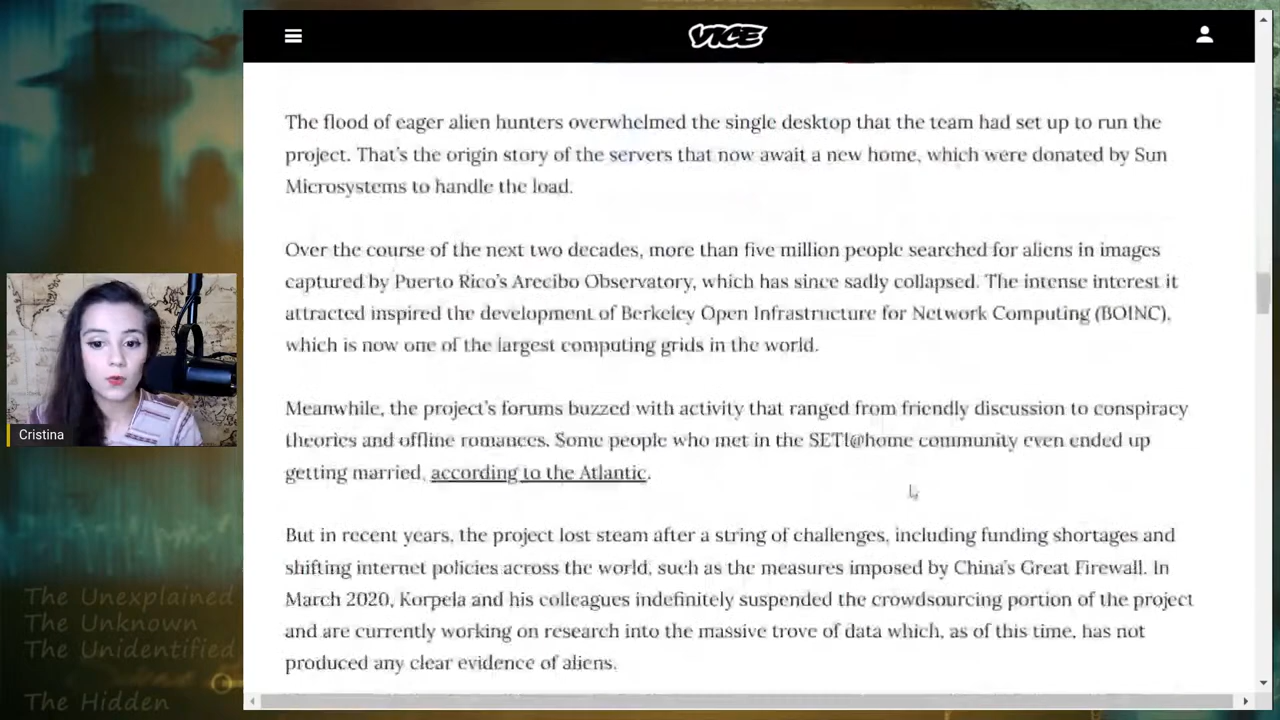 VICE
The flood of eager alien hunters overwhelmed the single desktop that the team had set up to run the
project. That's the origin story of the servers that now await a new home, which were donated by Sun
Microsystems to handle the load.
Over the course of the next two decades, more than five million people searched for aliens in images
captured by Puerto Rico's Arecibo Observatory, which has since sadly collapsed. The intense interest it
attracted inspired the development of Berkeley Open Infrastructure for Network Computing (BOINC),
which is now one of the largest computing grids in the world.
Meanwhile, the project's forums buzzed with activity that ranged from friendly discussion to conspiracy
theories and offline romances. Some people who met in the SETI@home community even ended up
getting married, according to the Atlantic.
But in recent years, the project lost steam after a string of challenges, including funding shortages and
shifting internet policies across the world, such as the measures imposed by China's Great Firewall. In
March 2020, Korpela and his colleagues indefinitely suspended the crowdsourcing portion of the project
and are currently working on research into the massive trove of data which, as of this time, has not
produced any clear evidence of aliens.
Cristina
The Unexplained
The Unknown
The Unidentified
The Hidden